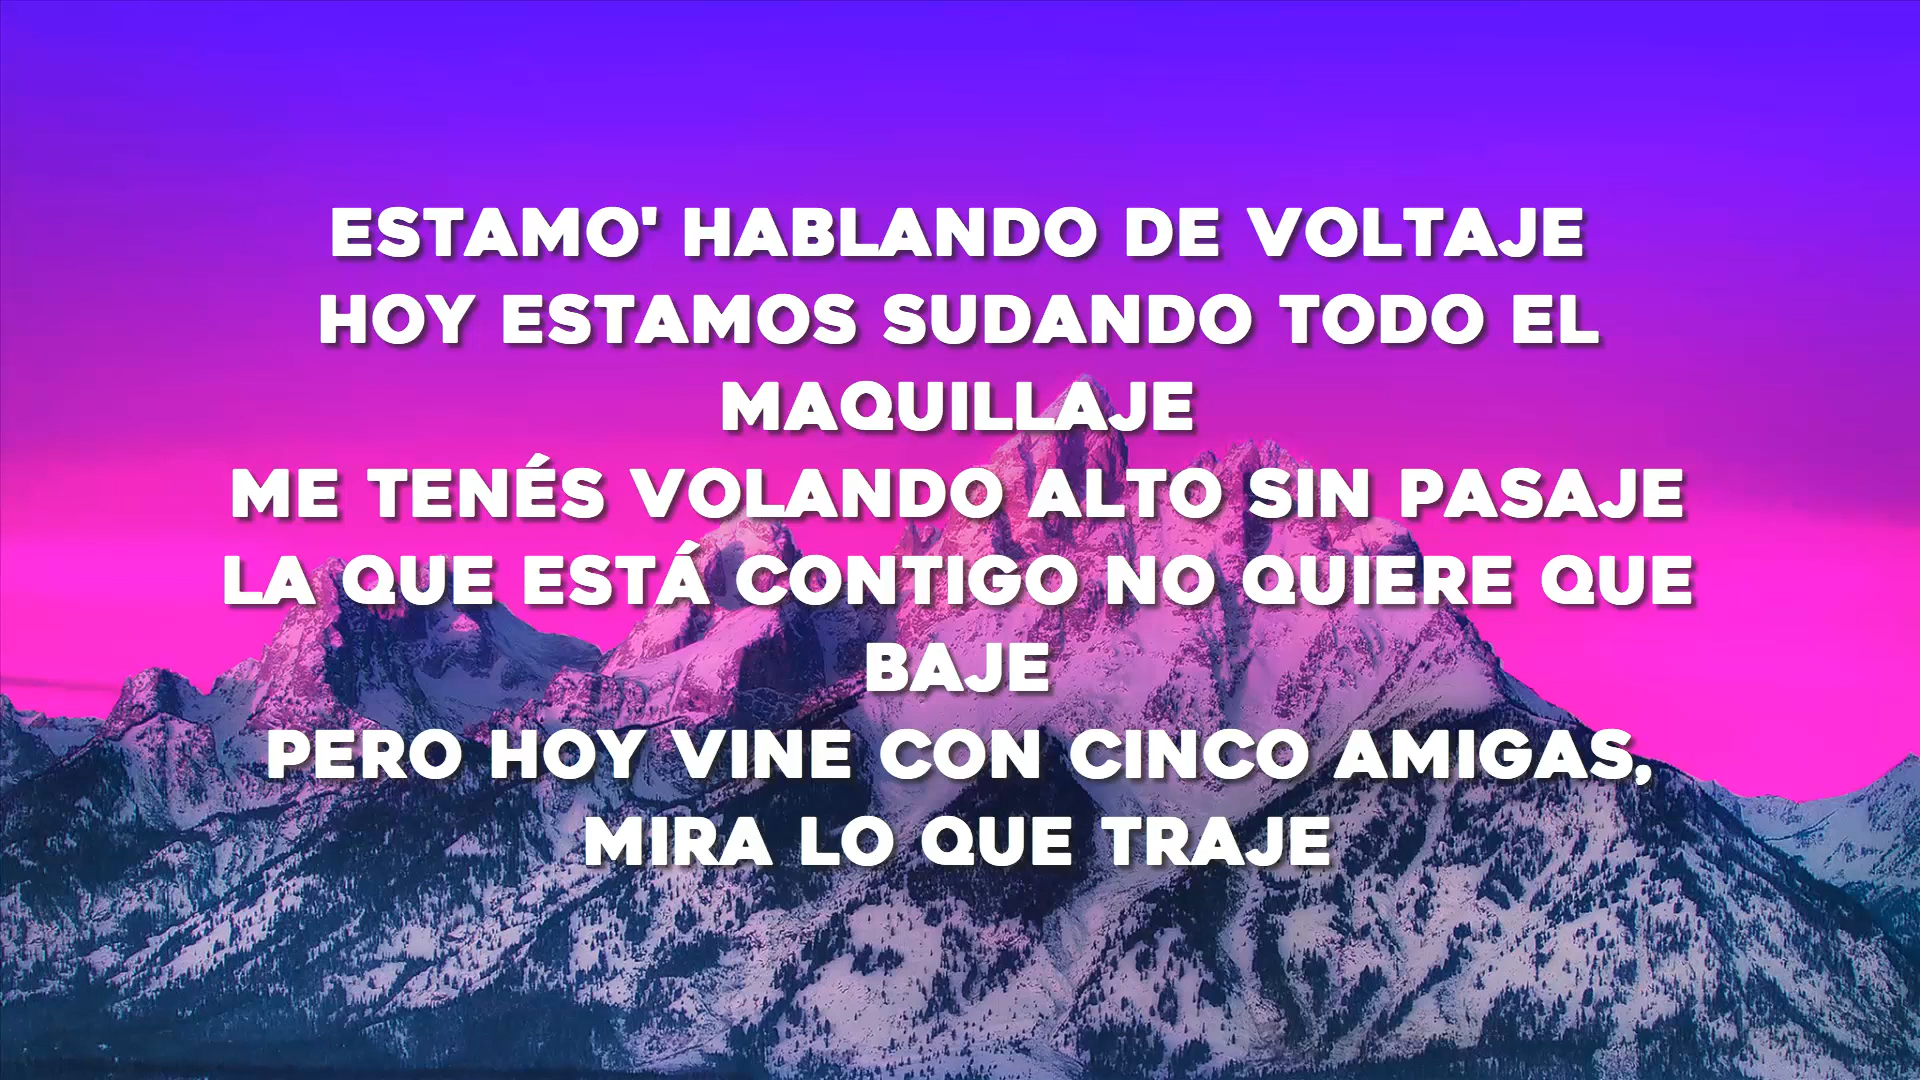 ESTAMO' HABLANDO DE VOLTAJE
HOY ESTAMOS SUDANDO TODO EL
MAQUILLAJE
ME TENÉS VOLANDO ALTO SIN PASAJE
LA QUE ESTÁ CONTIGO NO QUIERE QUE
BAJE
PERO HOY VINE CON CINCO AMIGAS,
MIRA LO QUE TRAJE